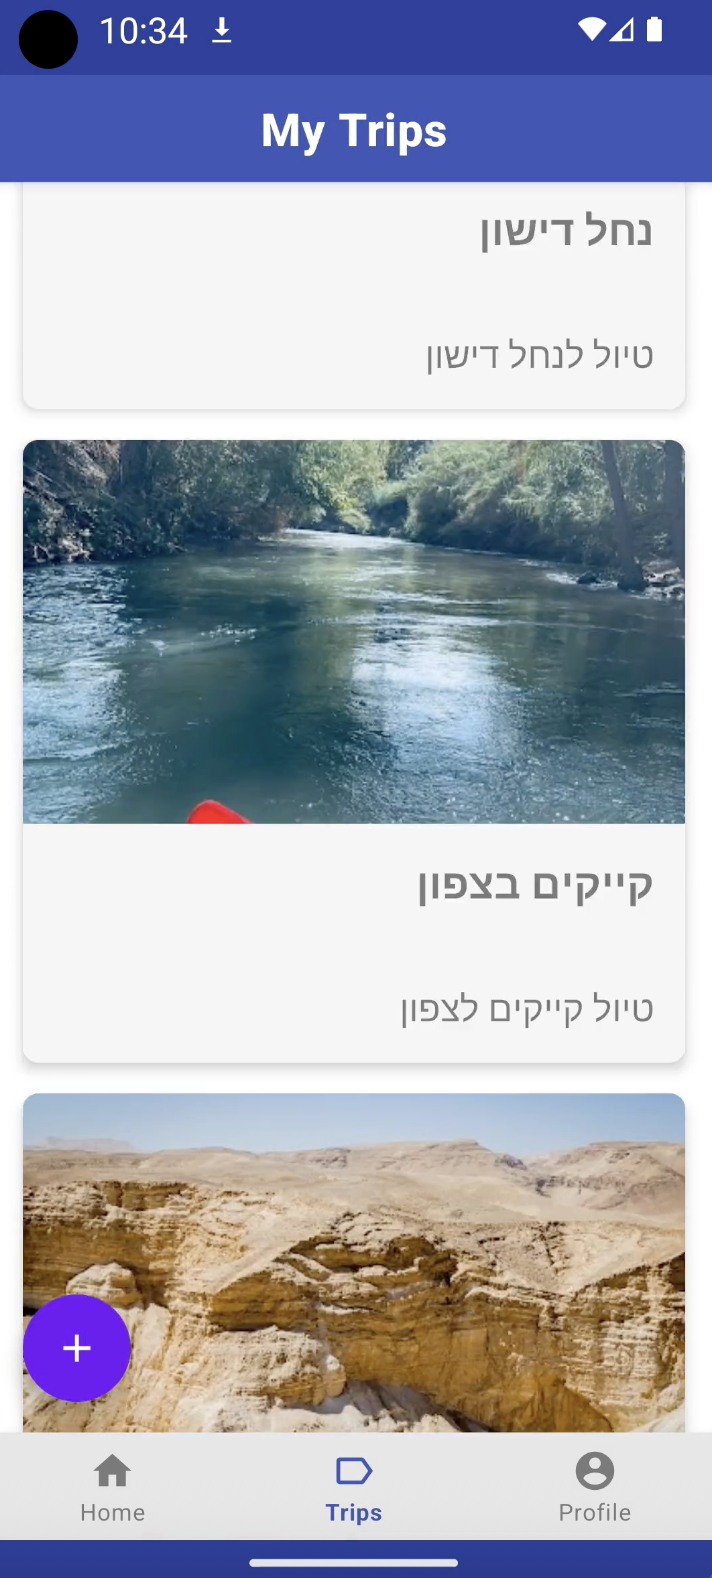 10:34
My Trips
נחל דישון
טיול לנחל דישון
קייקים בצפון
טיול קייקים לצפון
Home
Trips
Profile